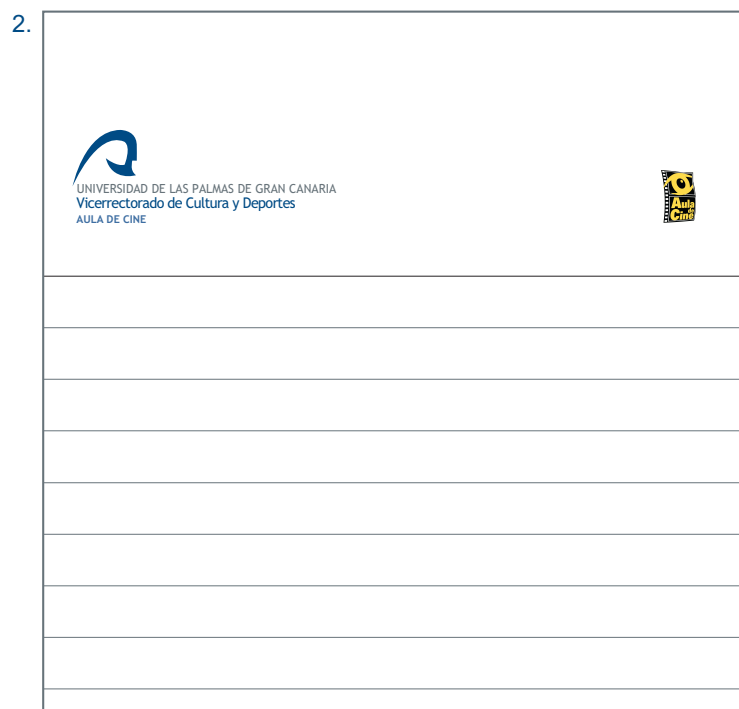 2.
UNIVERSIDAD DE LAS PALMAS DE GRAN CANARIA
Vicerrectorado de Cultura y Deportes
AULA DE CINE
Aula
de
Cine